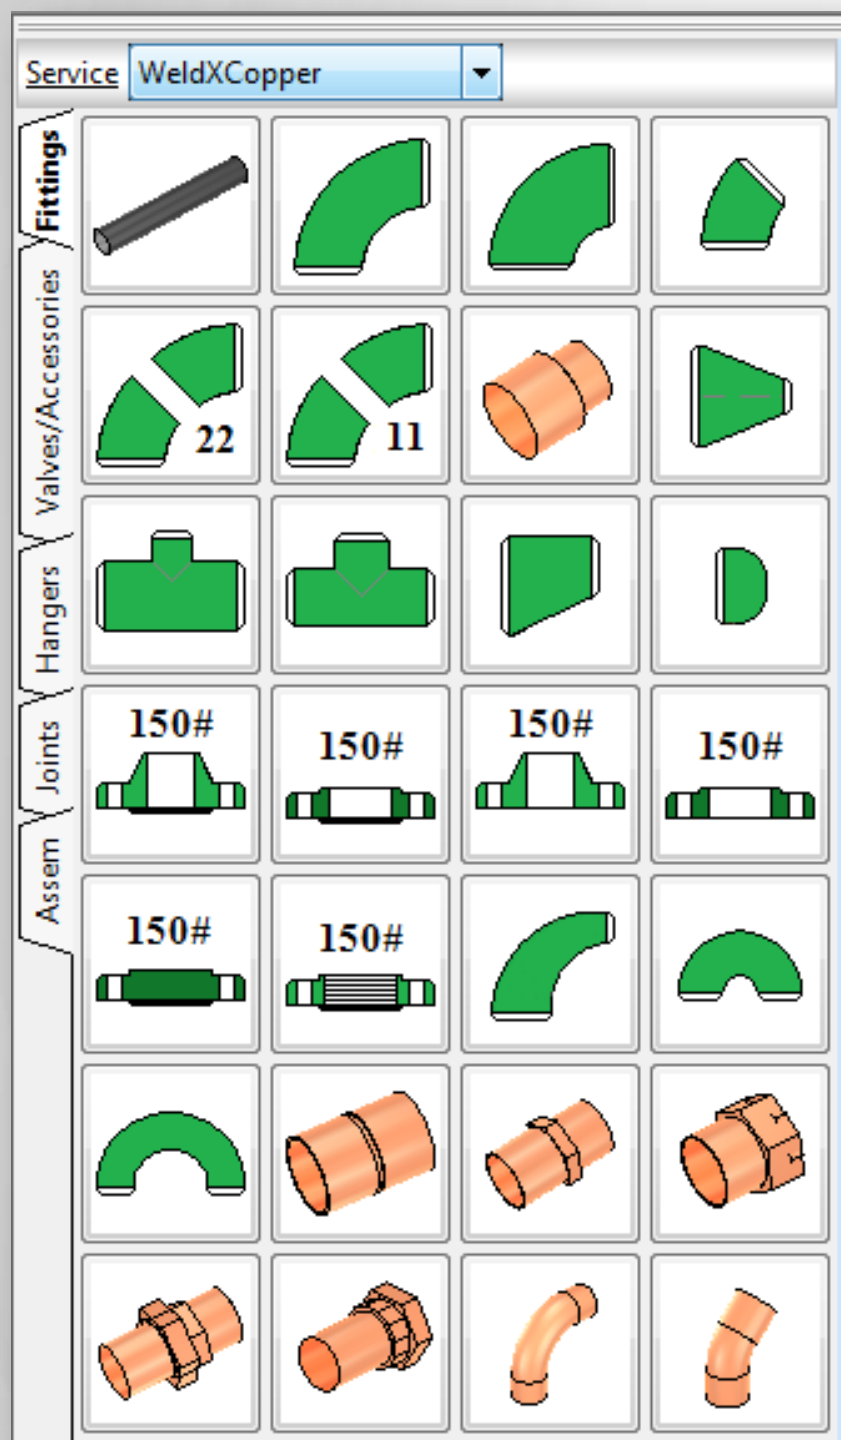 Service WeldXCopper
Fittings
Valves/Accessories
Hangers
Joints
Assem
22
11
150#
150#
150#
150#
150#
150#